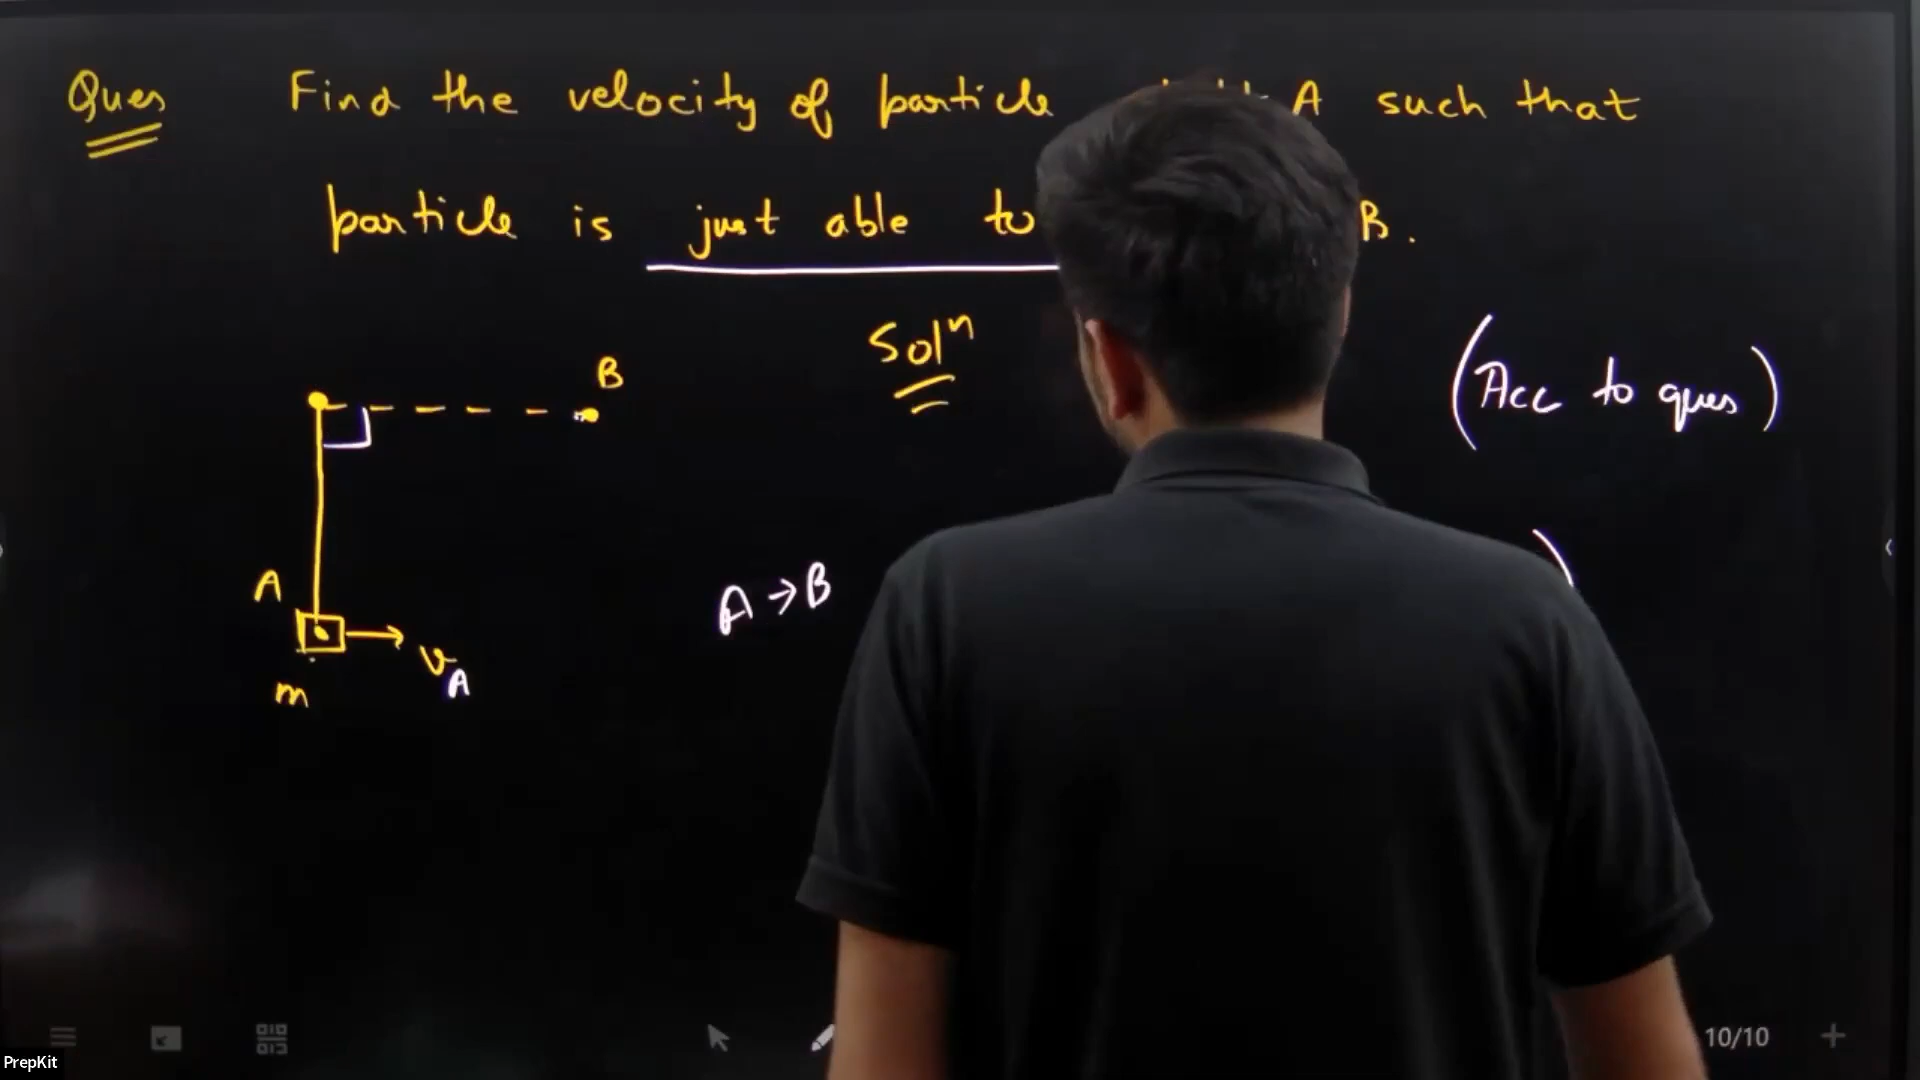 Ques Find the velocity of particle A such that
particle is just able to B.
Solⁿ
(Acc to ques)
B
A → B
A
v_A
m
10/10
PrepKit